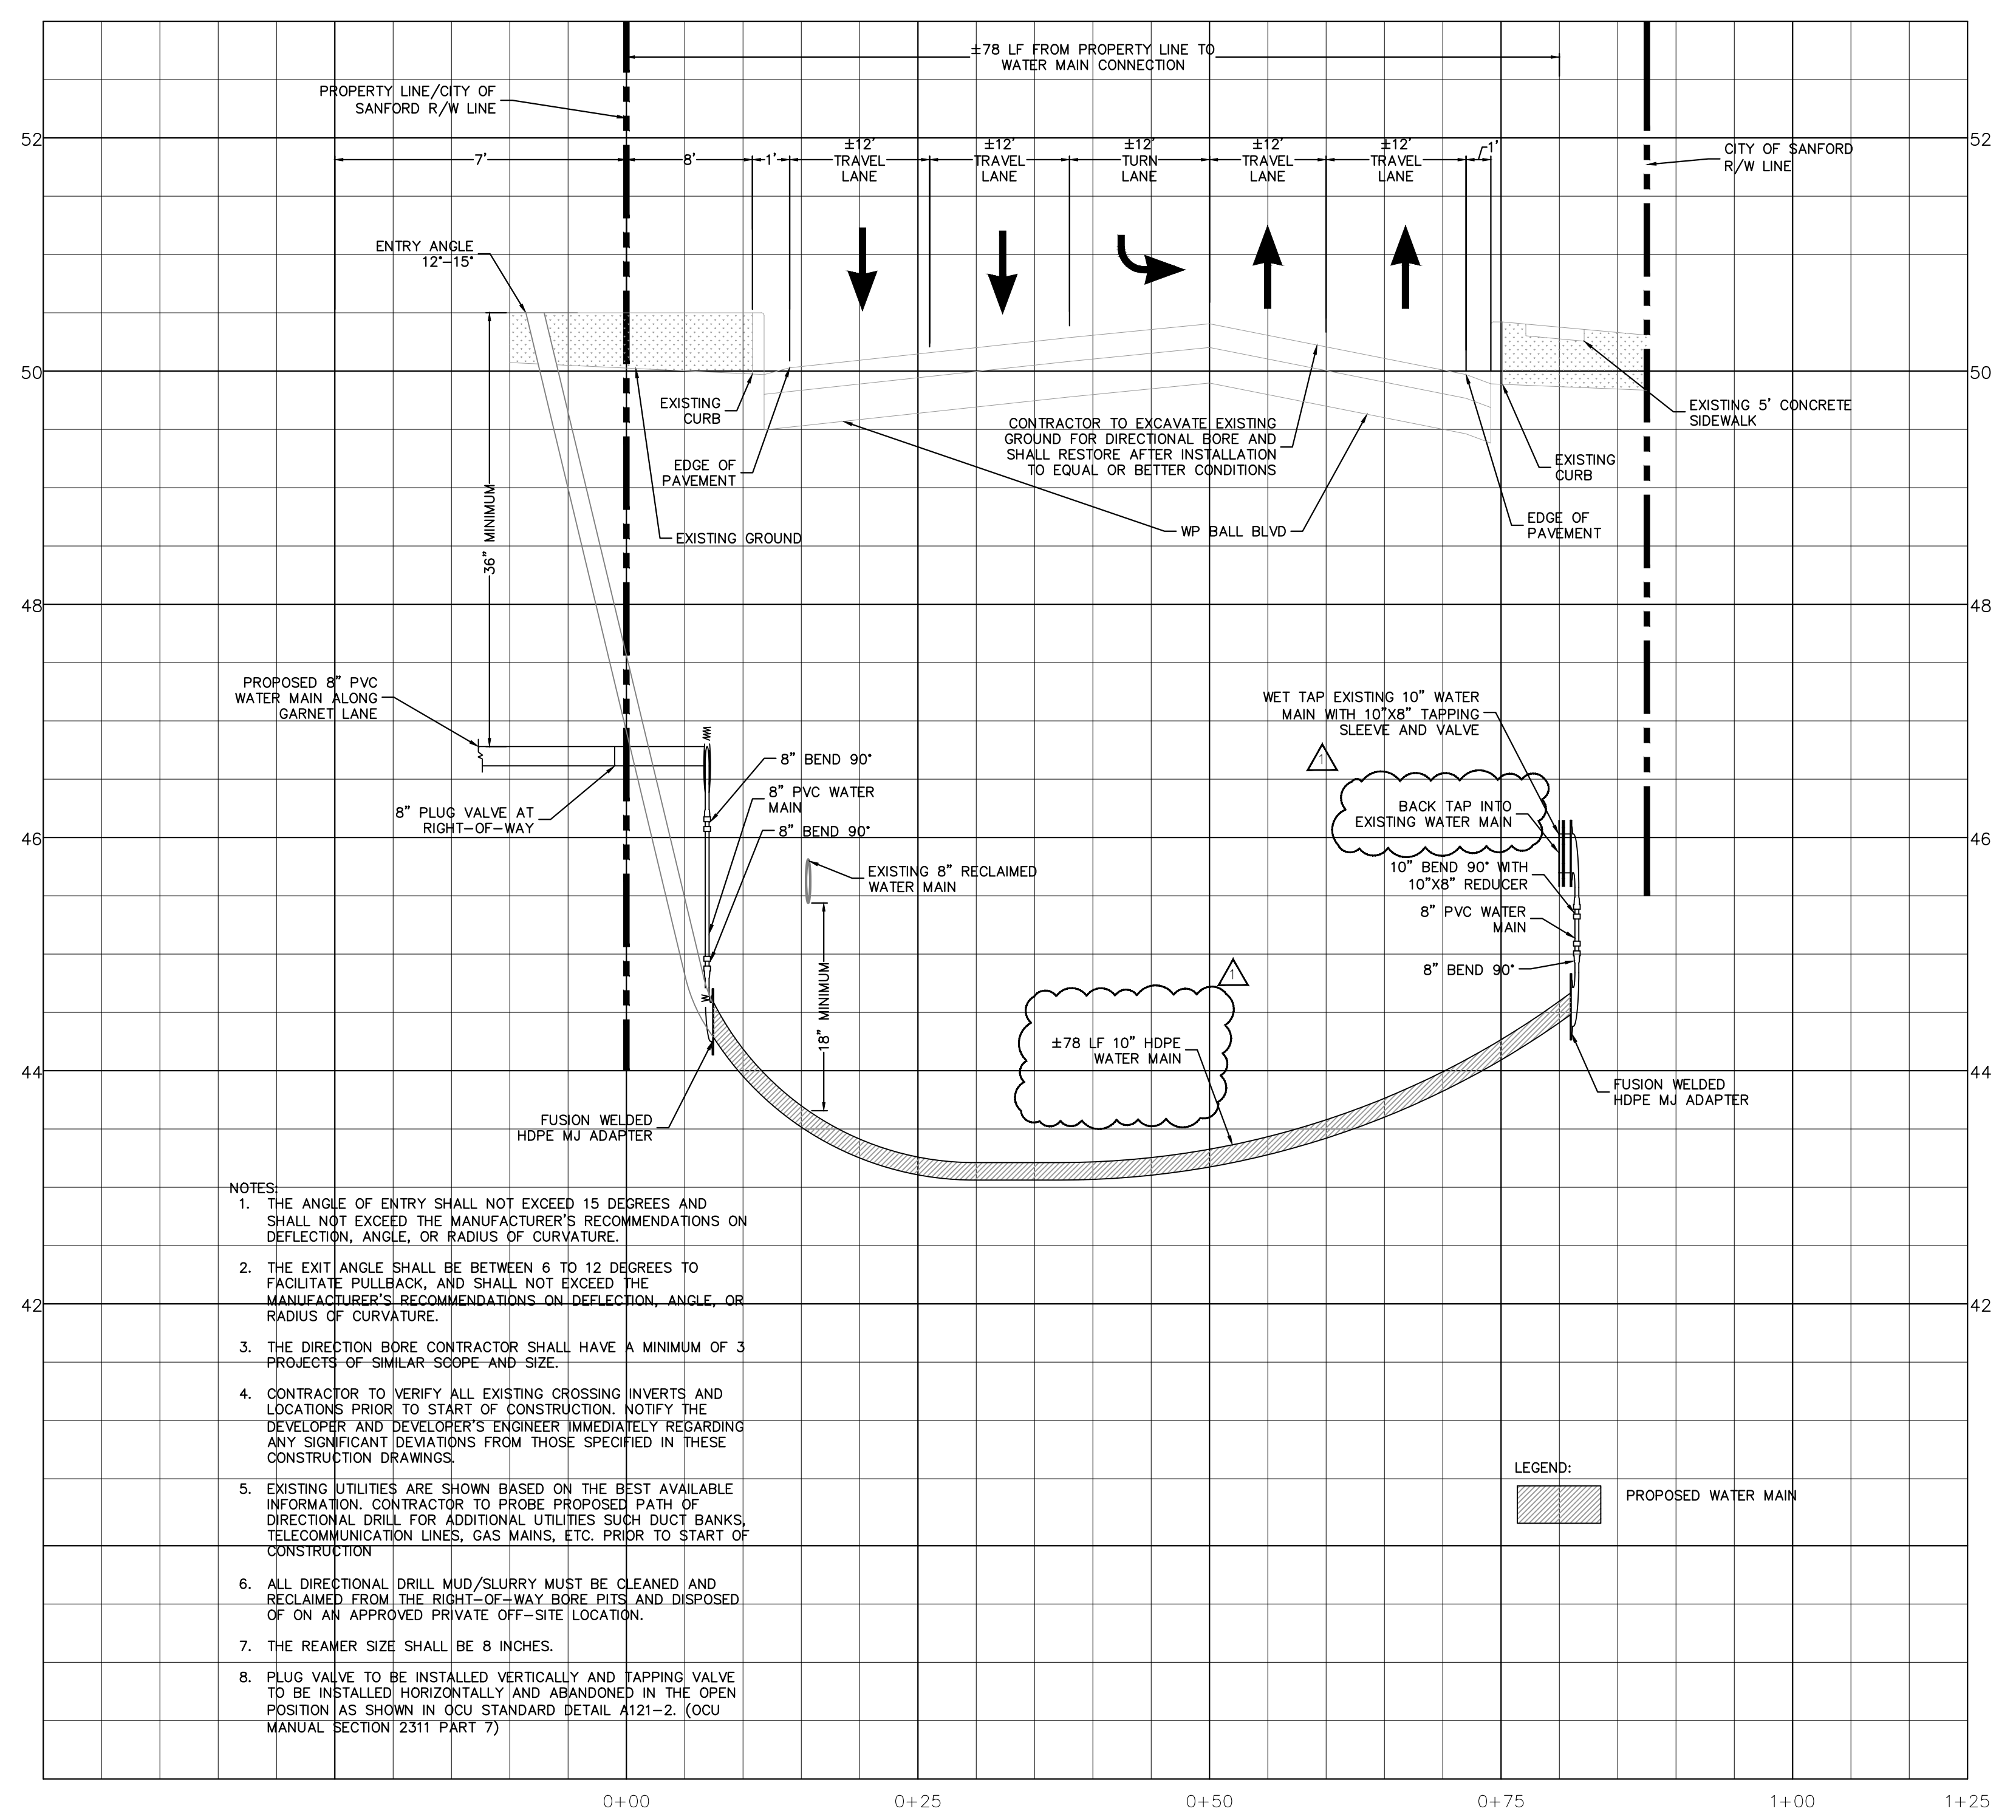 ±78 LF FROM PROPERTY LINE TO
WATER MAIN CONNECTION
PROPERTY LINE/CITY OF
SANFORD R/W LINE
52
52
7'
8'
1'
±12'
TRAVEL
LANE
±12'
TRAVEL
LANE
±12'
TURN
LANE
±12'
TRAVEL
LANE
±12'
TRAVEL
LANE
1'
CITY OF SANFORD
R/W LINE
ENTRY ANGLE
12°-15°
50
50
EXISTING
CURB
EDGE OF
PAVEMENT
EXISTING GROUND
CONTRACTOR TO EXCAVATE EXISTING
GROUND FOR DIRECTIONAL BORE AND
SHALL RESTORE AFTER INSTALLATION
TO EQUAL OR BETTER CONDITIONS
WP BALL BLVD
EXISTING 5' CONCRETE
SIDEWALK
EXISTING
CURB
EDGE OF
PAVEMENT
36" MINIMUM
48
48
PROPOSED 8" PVC
WATER MAIN ALONG
GARNET LANE
8" PLUG VALVE AT
RIGHT-OF-WAY
8" BEND 90°
8" PVC WATER
MAIN
8" BEND 90°
WET TAP EXISTING 10" WATER
MAIN WITH 10"X8" TAPPING
SLEEVE AND VALVE
1
BACK TAP INTO
EXISTING WATER MAIN
46
46
EXISTING 8" RECLAIMED
WATER MAIN
10" BEND 90° WITH
10"X8" REDUCER
8" PVC WATER
MAIN
8" BEND 90°
18" MINIMUM
1
±78 LF 10" HDPE
WATER MAIN
44
44
FUSION WELDED
HDPE MJ ADAPTER
FUSION WELDED
HDPE MJ ADAPTER
NOTES:
1. THE ANGLE OF ENTRY SHALL NOT EXCEED 15 DEGREES AND
SHALL NOT EXCEED THE MANUFACTURER'S RECOMMENDATIONS ON
DEFLECTION, ANGLE, OR RADIUS OF CURVATURE.
2. THE EXIT ANGLE SHALL BE BETWEEN 6 TO 12 DEGREES TO
FACILITATE PULLBACK, AND SHALL NOT EXCEED THE
MANUFACTURER'S RECOMMENDATIONS ON DEFLECTION, ANGLE, OR
RADIUS OF CURVATURE.
42
42
3. THE DIRECTION BORE CONTRACTOR SHALL HAVE A MINIMUM OF 3
PROJECTS OF SIMILAR SCOPE AND SIZE.
4. CONTRACTOR TO VERIFY ALL EXISTING CROSSING INVERTS AND
LOCATIONS PRIOR TO START OF CONSTRUCTION. NOTIFY THE
DEVELOPER AND DEVELOPER'S ENGINEER IMMEDIATELY REGARDING
ANY SIGNIFICANT DEVIATIONS FROM THOSE SPECIFIED IN THESE
CONSTRUCTION DRAWINGS.
5. EXISTING UTILITIES ARE SHOWN BASED ON THE BEST AVAILABLE
INFORMATION. CONTRACTOR TO PROBE PROPOSED PATH OF
DIRECTIONAL DRILL FOR ADDITIONAL UTILITIES SUCH DUCT BANKS,
TELECOMMUNICATION LINES, GAS MAINS, ETC. PRIOR TO START OF
CONSTRUCTION
6. ALL DIRECTIONAL DRILL MUD/SLURRY MUST BE CLEANED AND
RECLAIMED FROM THE RIGHT-OF-WAY BORE PITS AND DISPOSED
OF ON AN APPROVED PRIVATE OFF-SITE LOCATION.
7. THE REAMER SIZE SHALL BE 8 INCHES.
8. PLUG VALVE TO BE INSTALLED VERTICALLY AND TAPPING VALVE
TO BE INSTALLED HORIZONTALLY AND ABANDONED IN THE OPEN
POSITION AS SHOWN IN OCU STANDARD DETAIL A121-2. (OCU
MANUAL SECTION 2311 PART 7)
LEGEND:
PROPOSED WATER MAIN
0+00
0+25
0+50
0+75
1+00
1+25